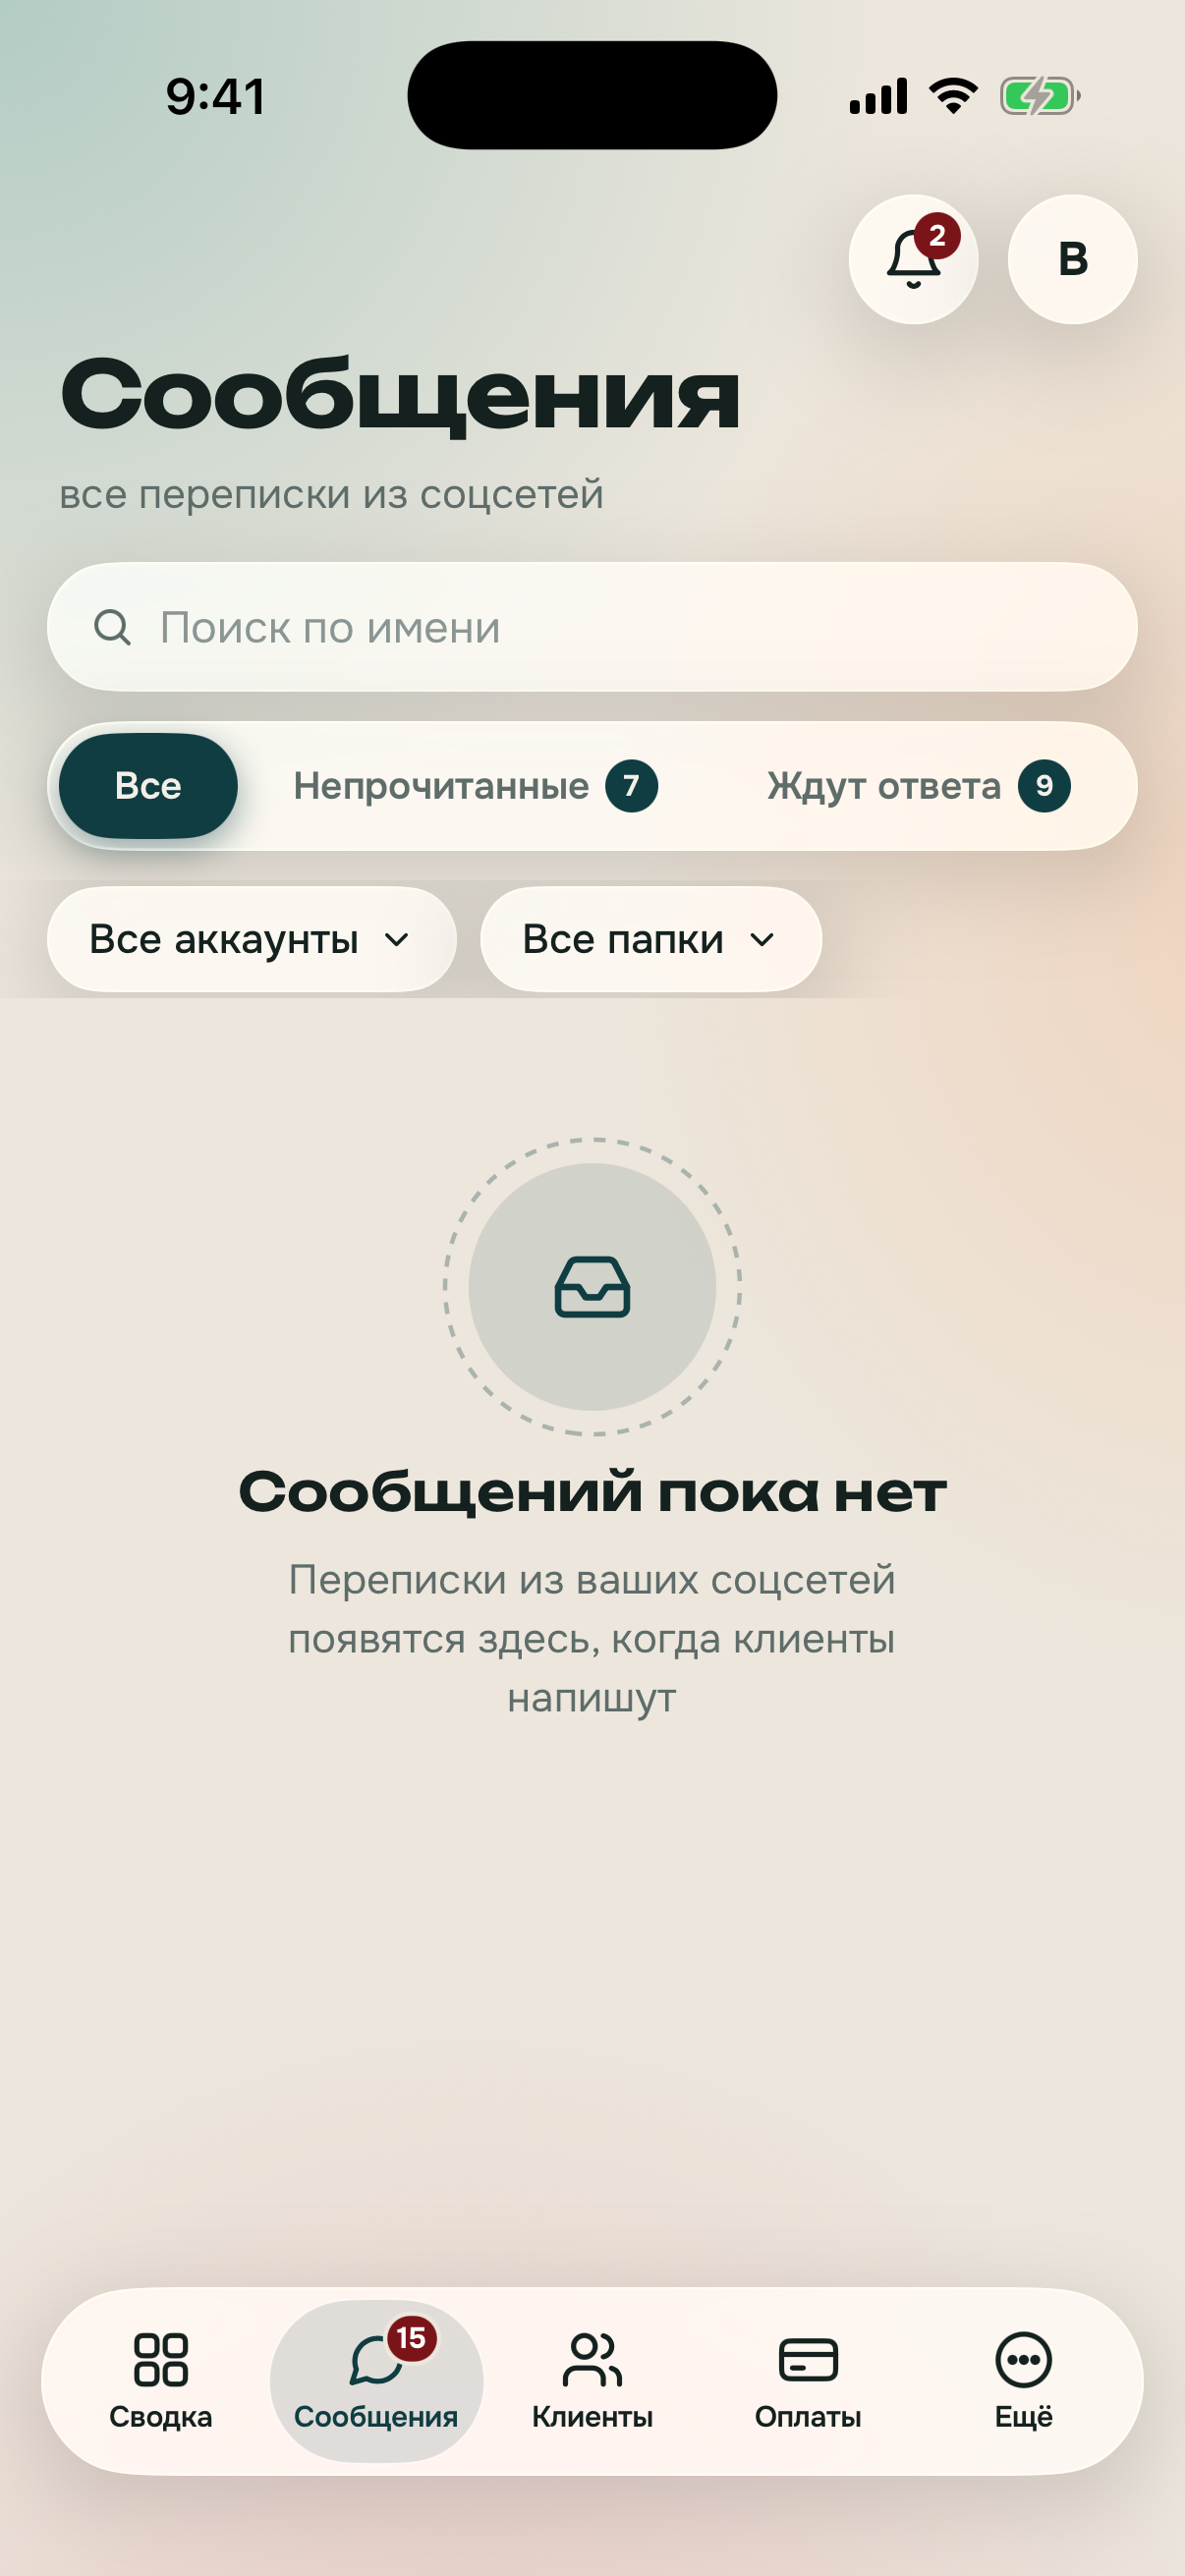 9:41
2
B
Сообщения
все переписки из соцсетей
Поиск по имени
Все
Непрочитанные 7
Ждут ответа 9
Все аккаунты
Все папки
Сообщений пока нет
Переписки из ваших соцсетей
появятся здесь, когда клиенты
напишут
15
Сводка
Сообщения
Клиенты
Оплаты
Ещё